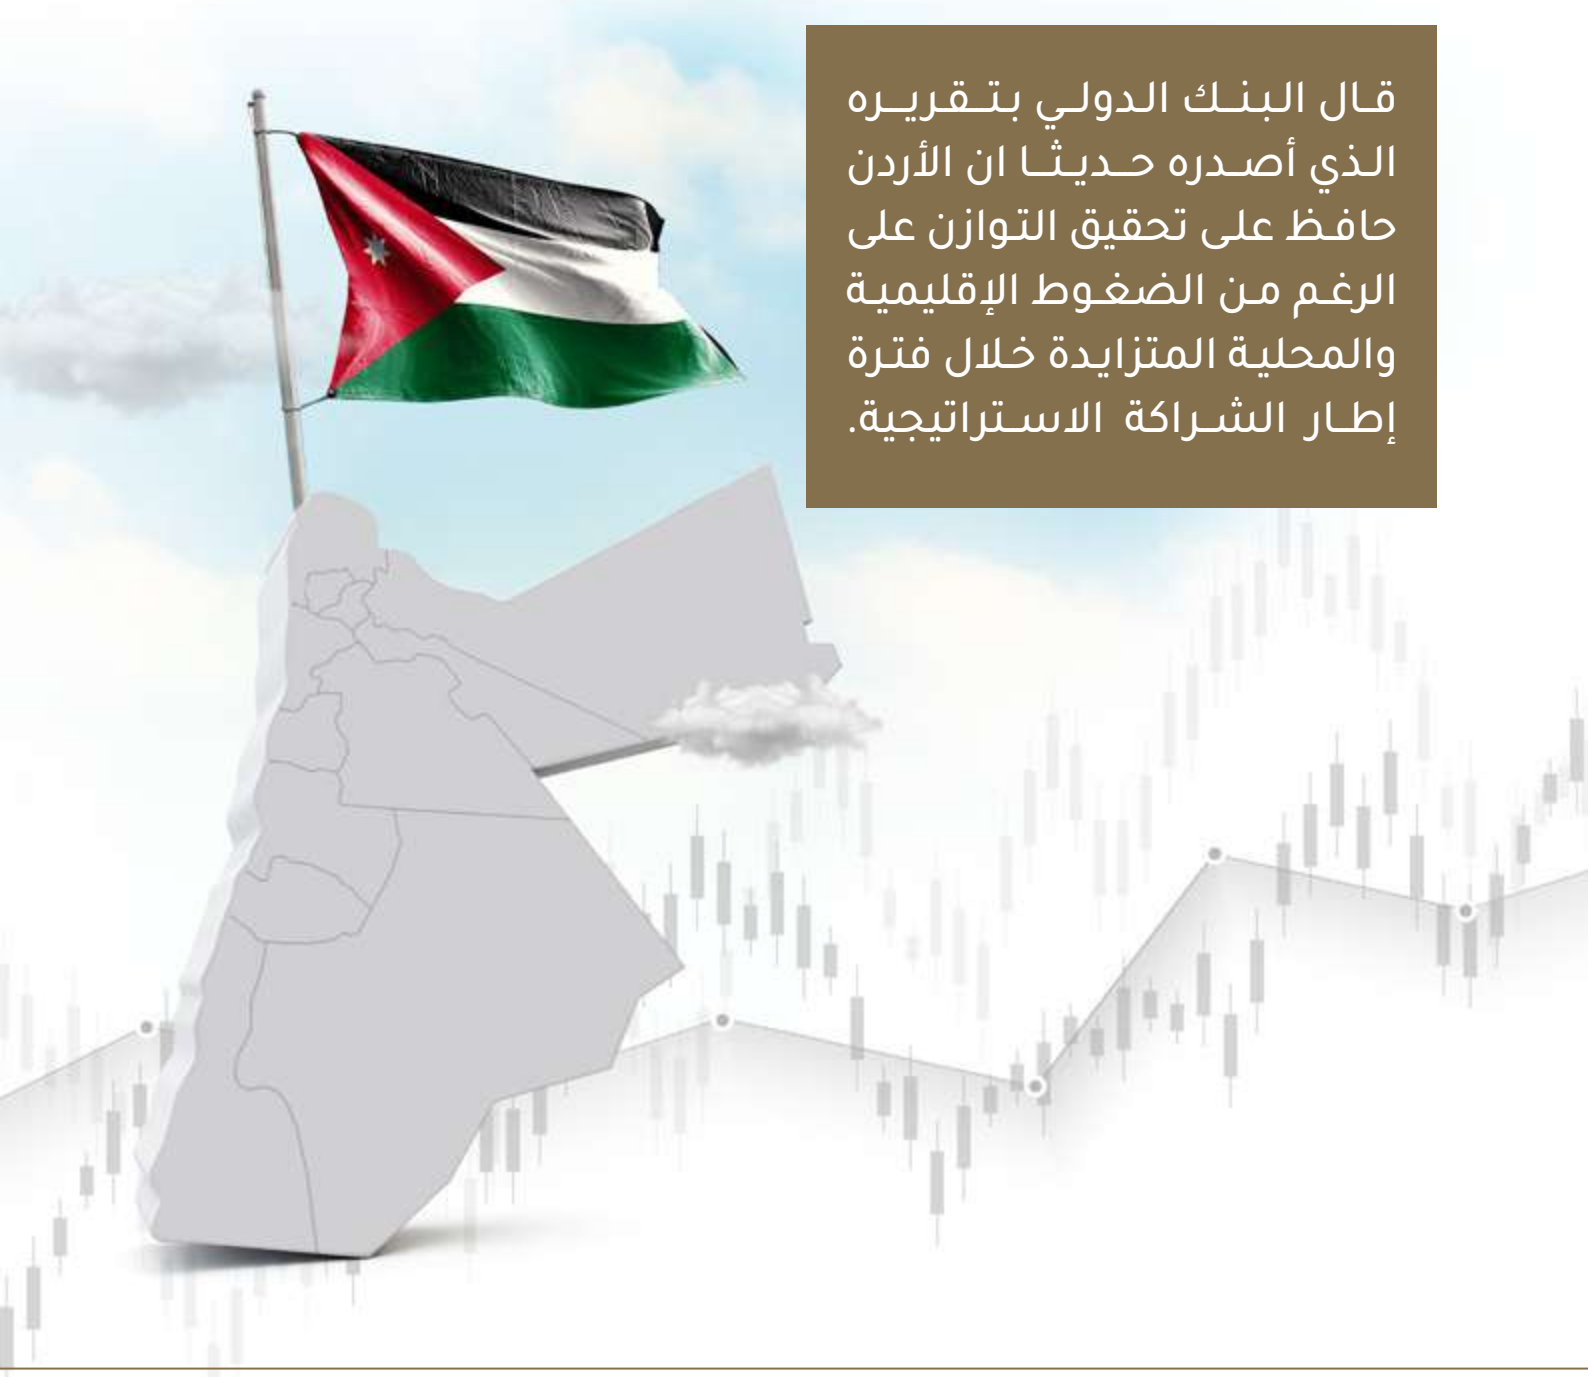 قال البنك الدولي بتقريره
الذي أصدره حديثا ان الأردن
حافظ على تحقيق التوازن على
الرغم من الضغوط الإقليمية
والمحلية المتزايدة خلال فترة
إطار الشراكة الاستراتيجية.